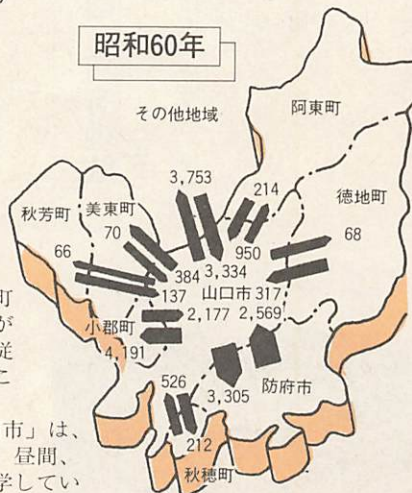 昭和60年
その他地域
阿東町
3,753
214
徳地町
美東町
秋芳町
70
68
66
950
384
3,334
137
山口市
317
2,177
2,569
小郡町
4,191
防府市
526
3,305
212
秋穂町
町
が
従
こ
市」は、
昼間、
学してい